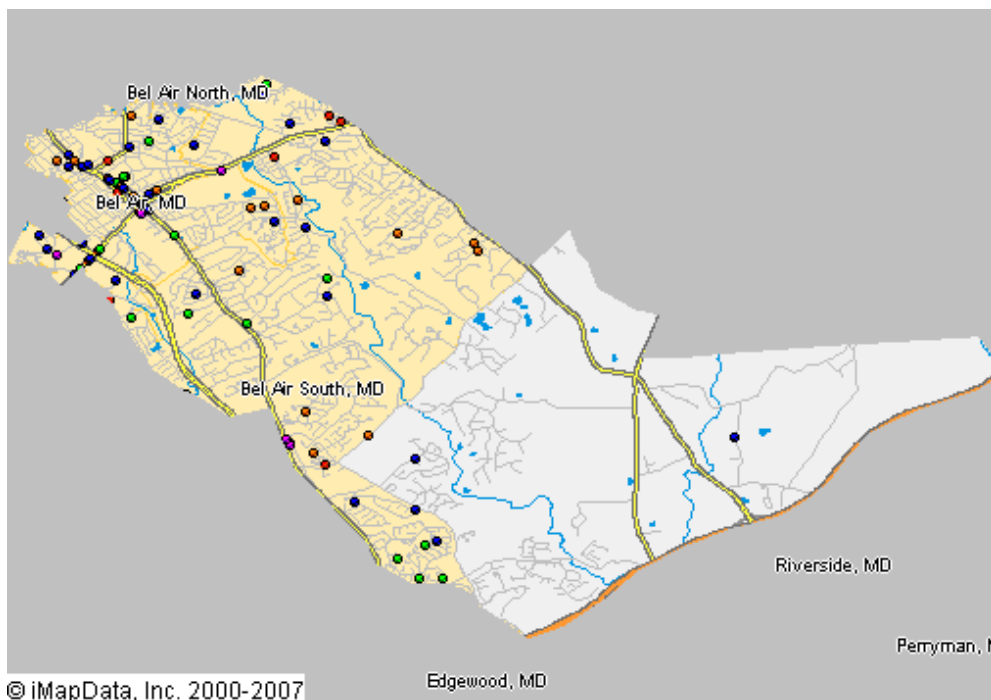 Bel Air North, MD
Bel Air, MD
Bel Air South, MD
Riverside, MD
Perryman,
Edgewood, MD
© iMapData, Inc. 2000-2007